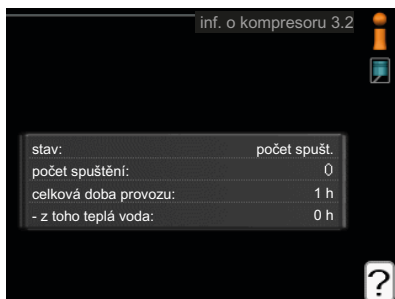 inf. o kompresoru 3.2
stav: počet spušt.
počet spuštění: 0
celková doba provozu: 1 h
- z toho teplá voda: 0 h
?